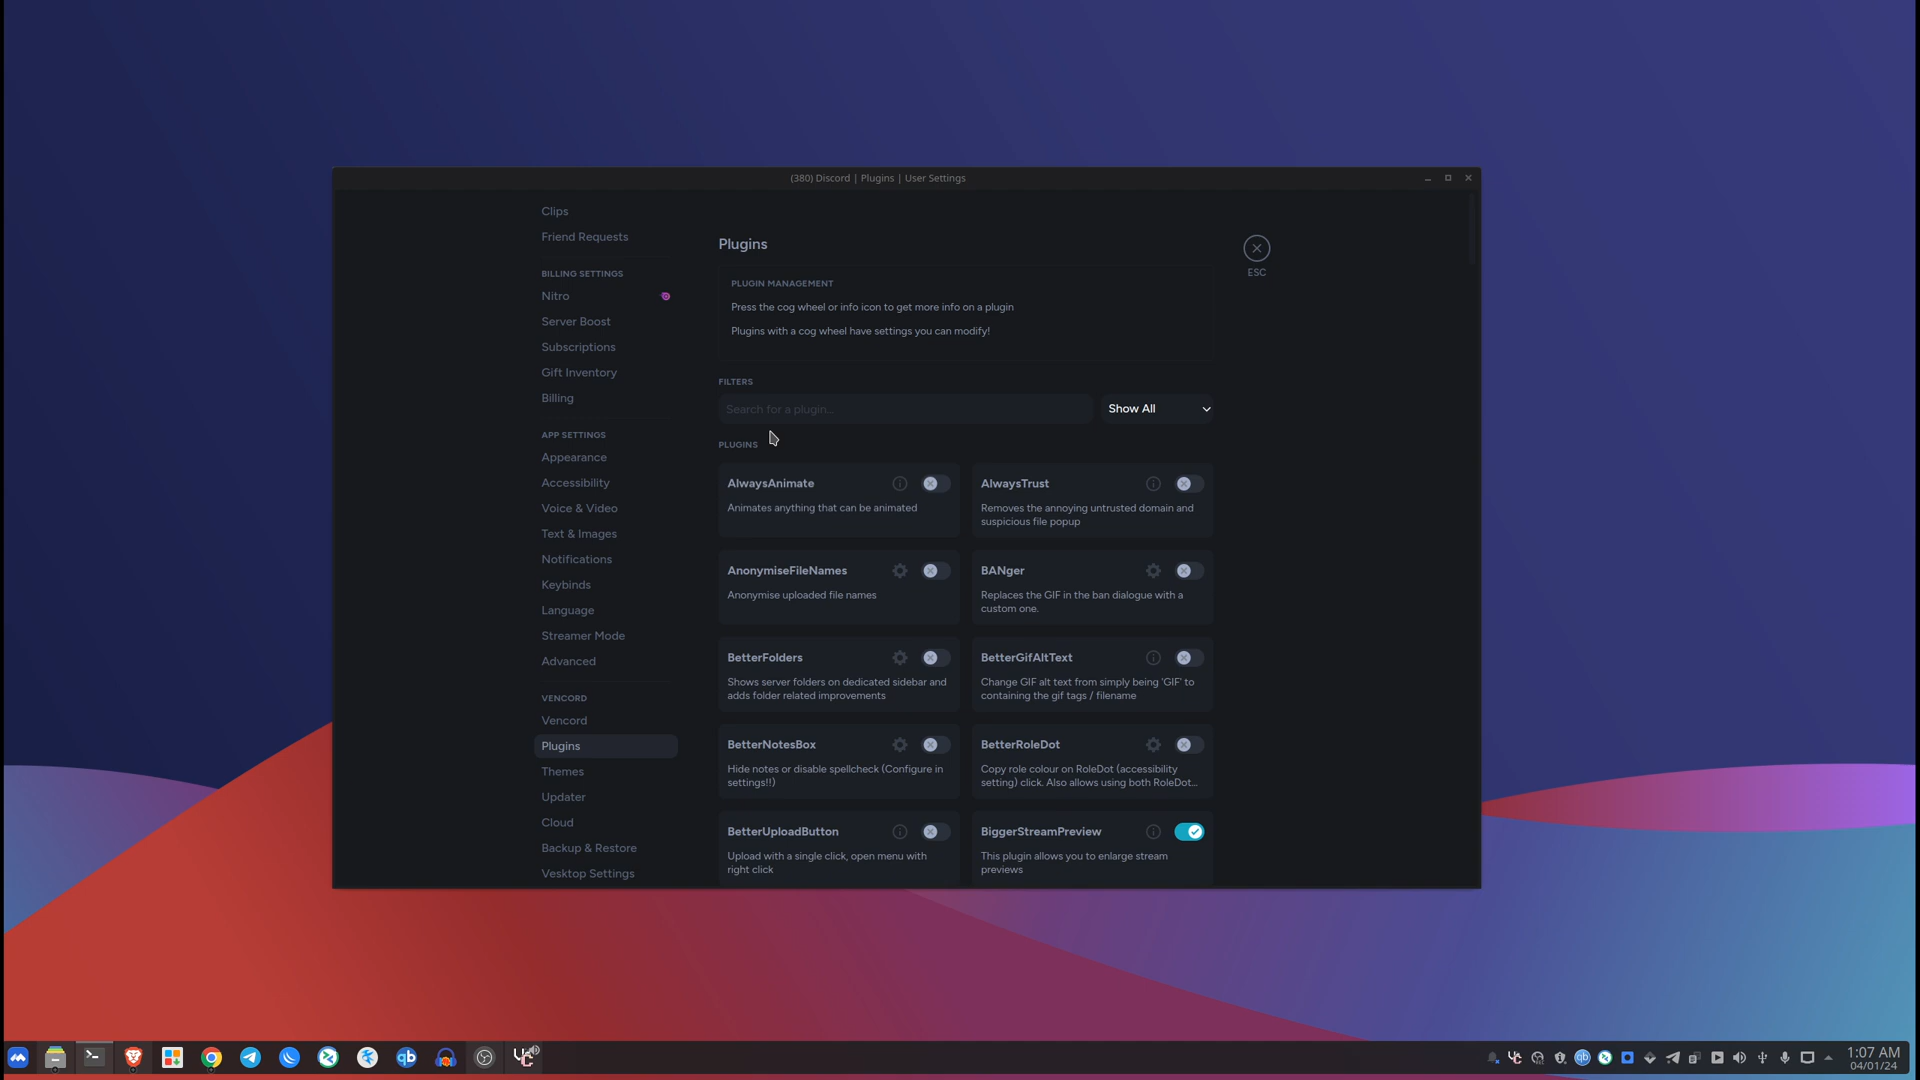 (380) Discord | Plugins | User Settings
Clips
Friend Requests
BILLING SETTINGS
Nitro
Server Boost
Subscriptions
Gift Inventory
Billing
APP SETTINGS
Appearance
Accessibility
Voice & Video
Text & Images
Notifications
Keybinds
Language
Streamer Mode
Advanced
VENCORD
Vencord
Plugins
Themes
Updater
Cloud
Backup & Restore
Vesktop Settings
Plugins
ESC
PLUGIN MANAGEMENT
Press the cog wheel or info icon to get more info on a plugin
Plugins with a cog wheel have settings you can modify!
FILTERS
Search for a plugin...
Show All
PLUGINS
AlwaysAnimate
Animates anything that can be animated
AlwaysTrust
Removes the annoying untrusted domain and
suspicious file popup
AnonymiseFileNames
Anonymise uploaded file names
BANger
Replaces the GIF in the ban dialogue with a
custom one.
BetterFolders
Shows server folders on dedicated sidebar and
adds folder related improvements
BetterGifAltText
Change GIF alt text from simply being 'GIF' to
containing the gif tags / filename
BetterNotesBox
Hide notes or disable spellcheck (Configure in
settings!!)
BetterRoleDot
Copy role colour on RoleDot (accessibility
setting) click. Also allows using both RoleDot...
BetterUploadButton
Upload with a single click, open menu with
right click
BiggerStreamPreview
This plugin allows you to enlarge stream
previews
qb
qb
1:07 AM
04/01/24